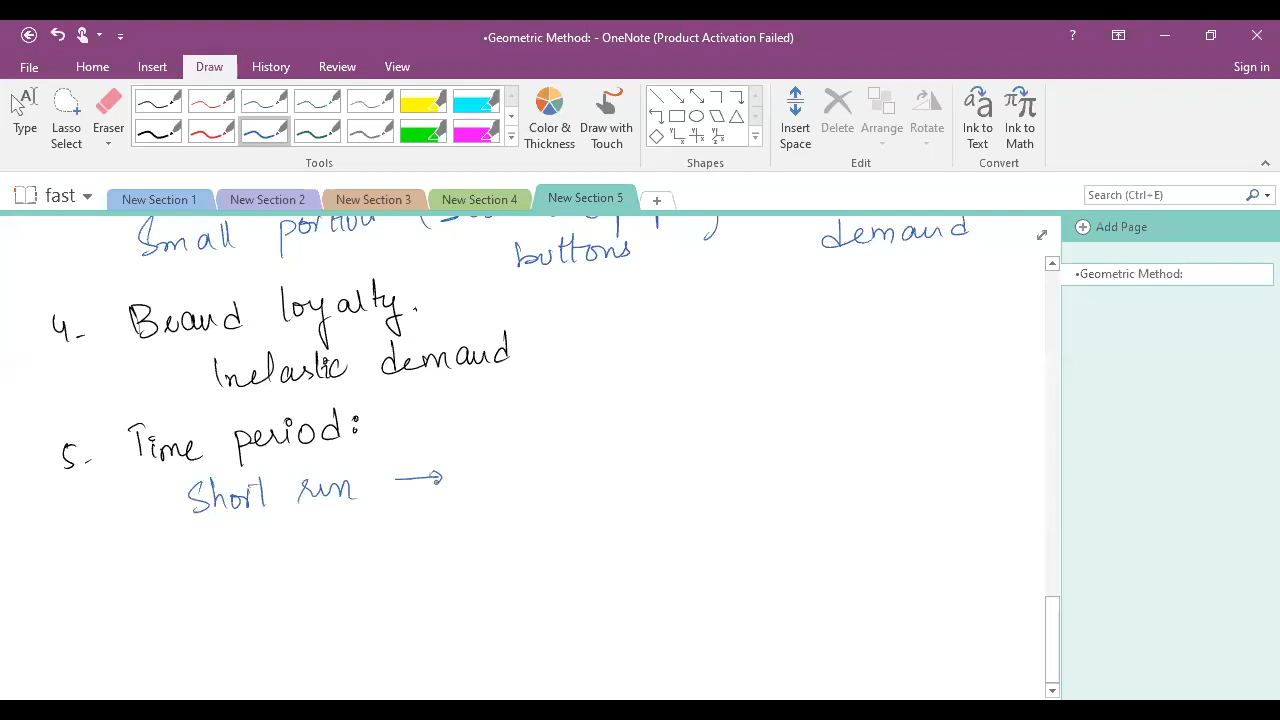 •Geometric Method: - OneNote (Product Activation Failed)
?
File Home Insert Draw History Review View Sign in
Type
Lasso Select
Eraser
Color & Thickness
Draw with Touch
Insert Space
Delete
Arrange
Rotate
Ink to Text
Ink to Math
Tools
Shapes
Edit
Convert
fast New Section 1 New Section 2 New Section 3 New Section 4 New Section 5 + Search (Ctrl+E)
Add Page
•Geometric Method:
Small portion
buttons
demand
4- Brand loyalty.
Inelastic demand
5- Time period:
Short run →